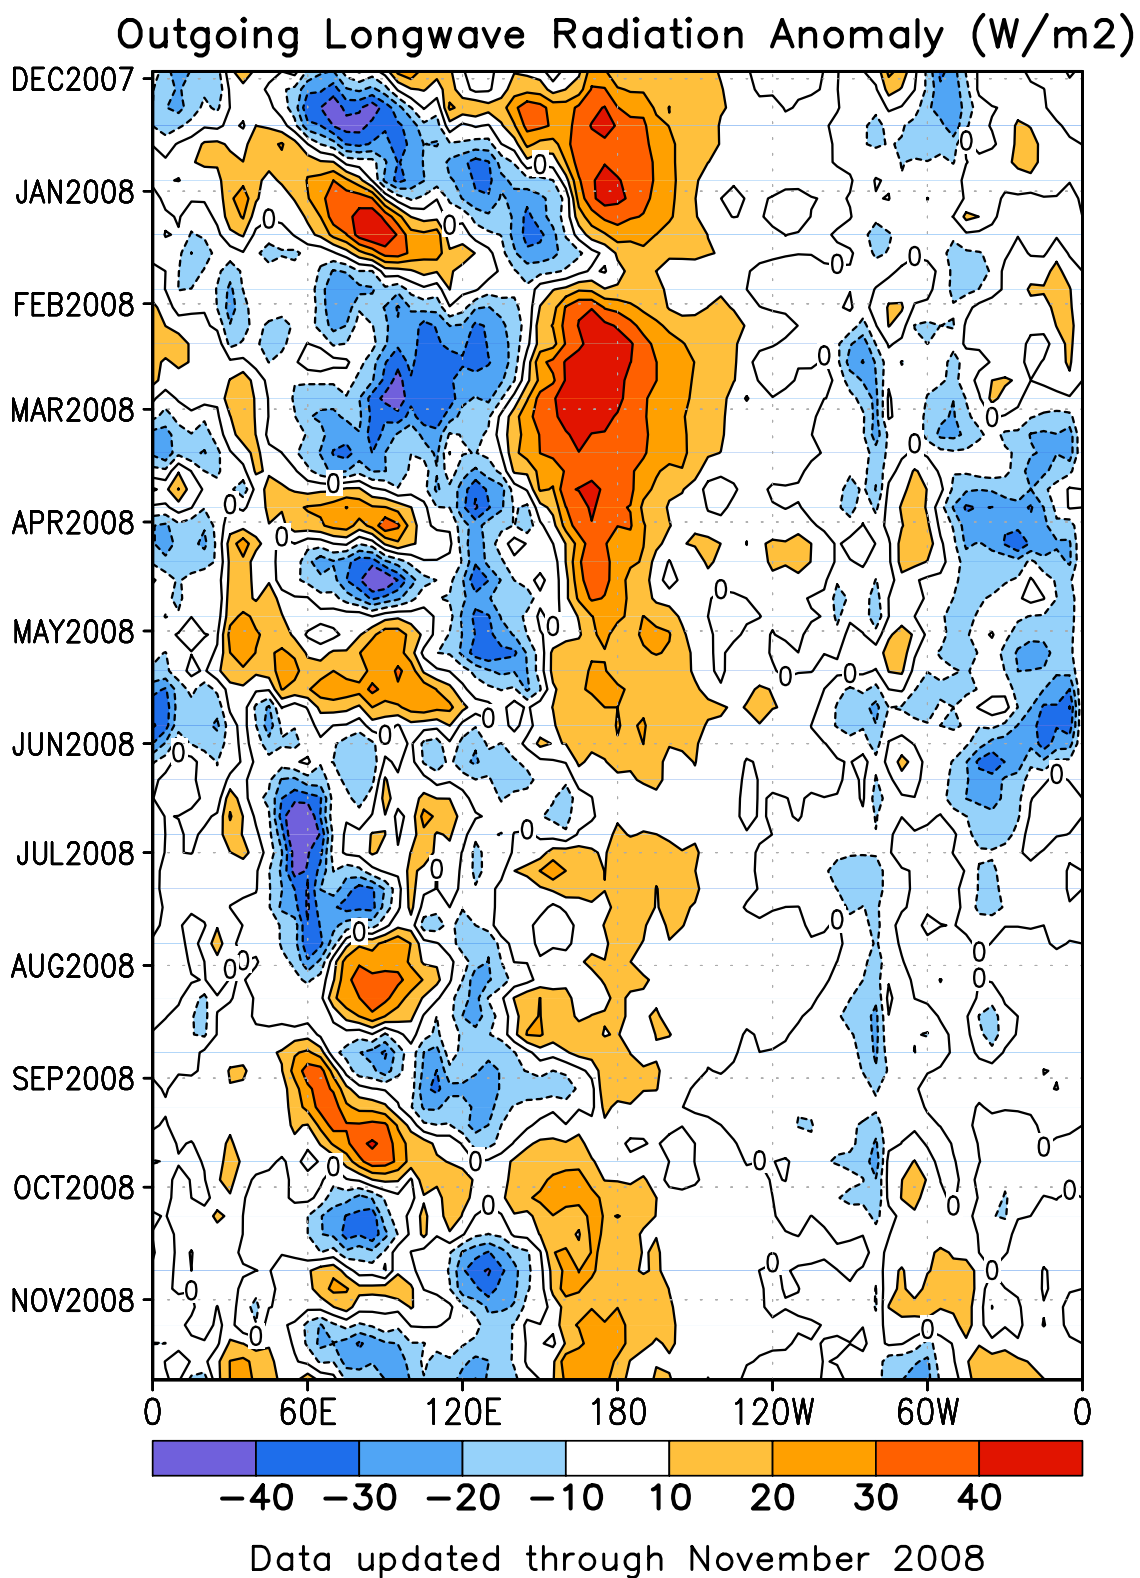 Outgoing Longwave Radiation Anomaly (W/m2)
DEC2007
JAN2008
FEB2008
MAR2008
APR2008
MAY2008
JUN2008
JUL2008
AUG2008
SEP2008
OCT2008
NOV2008
0 60E 120E 180 120W 60W 0
−40 −30 −20 −10 10 20 30 40
Data updated through November 2008